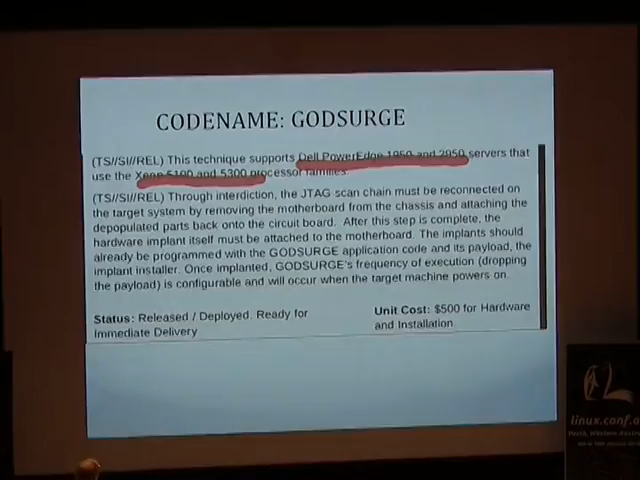 CODENAME: GODSURGE
(TS//SI//REL) This technique supports Dell PowerEdge 1950 and 2950 servers that
use the Xeon 5100 and 5300 processor families.
(TS//SI//REL) Through interdiction, the JTAG scan chain must be reconnected on
the target system by removing the motherboard from the chassis and attaching the
depopulated parts back onto the circuit board. After this step is complete, the
hardware implant itself must be attached to the motherboard. The implants should
already be programmed with the GODSURGE application code and its payload, the
implant installer. Once implanted, GODSURGE's frequency of execution (dropping
the payload) is configurable and will occur when the target machine powers on.
Status: Released / Deployed. Ready for
Immediate Delivery
Unit Cost: $500 for Hardware
and Installation
linux.conf.a
Perth, Western